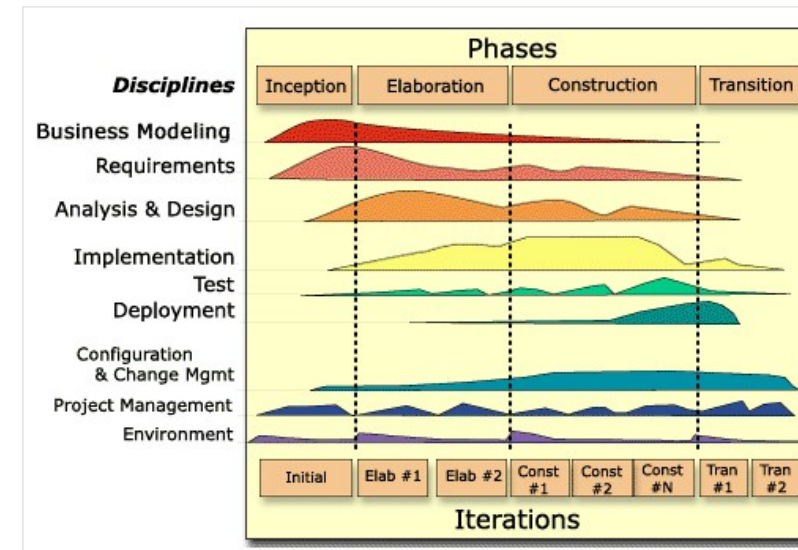 Phases
Disciplines
Inception
Elaboration
Construction
Transition
Business Modeling
Requirements
Analysis & Design
Implementation
Test
Deployment
Configuration
& Change Mgmt
Project Management
Environment
Initial
Elab #1
Elab #2
Const
#1
Const
#2
Const
#N
Tran
#1
Tran
#2
Iterations